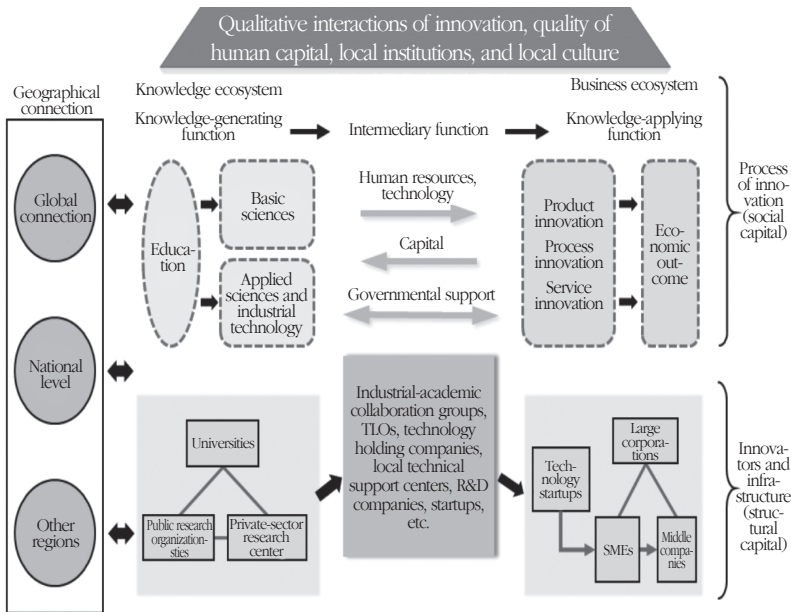 Qualitative interactions of innovation, quality of
human capital, local institutions, and local culture
Geographical
connection
Knowledge ecosystem
Business ecosystem
Knowledge-generating
function
Intermediary function
Knowledge-applying
function
Global
connection
National
level
Other
regions
Educa-
tion
Basic
sciences
Applied
sciences and
industrial
technology
Human resources,
technology
Capital
Governmental support
Product
innovation
Process
innovation
Service
innovation
Eco-
nomic out-
come
Process
of inno-
vation
(social
capital)
Universities
Public research
organization-
sties
Private-sector
research
center
Industrial-academic
collaboration groups,
TLOs, technology
holding companies,
local technical
support centers, R&D
companies, startups,
etc.
Large
corpora-
tions
Tech-
nology
startups
SMEs
Middle
compa-
nies
Innova-
tors and
infra-
structure
(struc-
tural
capital)